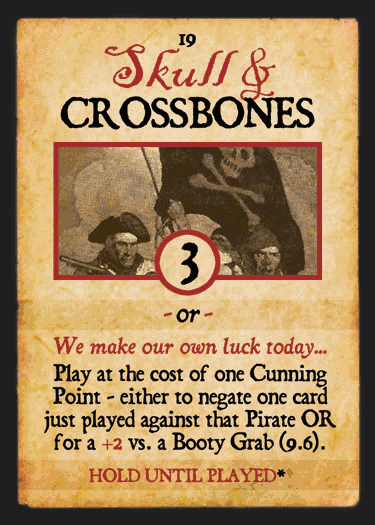 19
Skull &
CROSSBONES
3
- or -
We make our own luck today...
Play at the cost of one Cunning
Point - either to negate one card
just played against that Pirate OR
for a +2 vs. a Booty Grab (9.6).
HOLD UNTIL PLAYED*